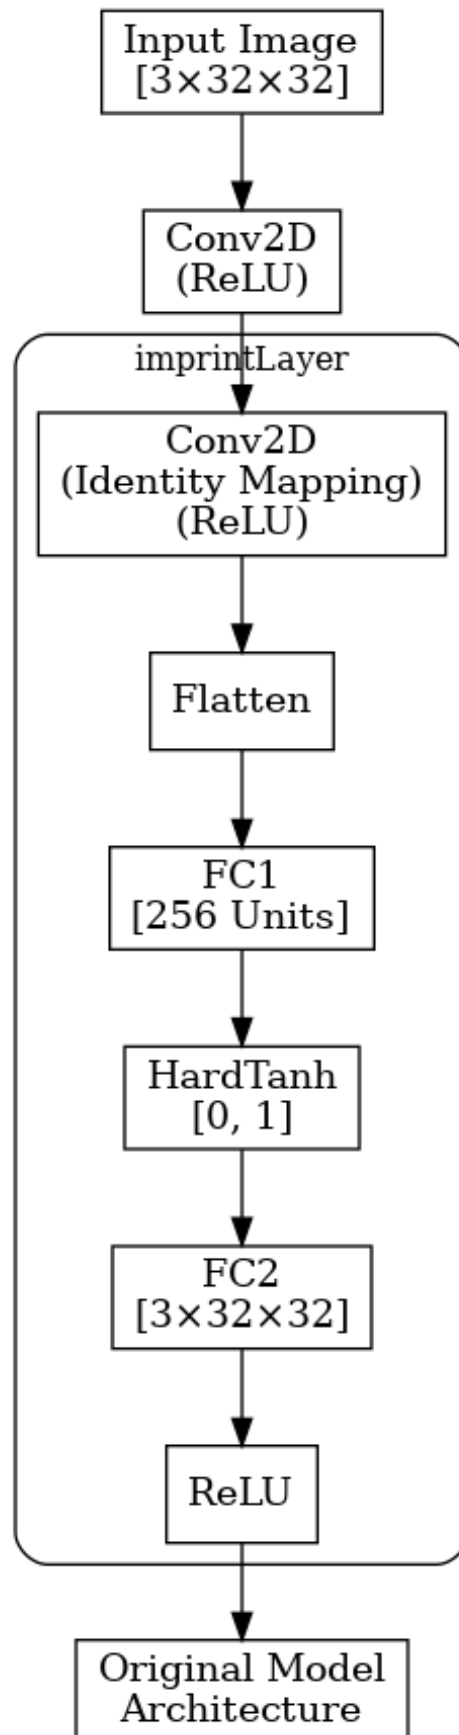 Input Image
[3×32×32]
Conv2D
(ReLU)
imprintLayer
Conv2D
(Identity Mapping)
(ReLU)
Flatten
FC1
[256 Units]
HardTanh
[0, 1]
FC2
[3×32×32]
ReLU
Original Model
Architecture